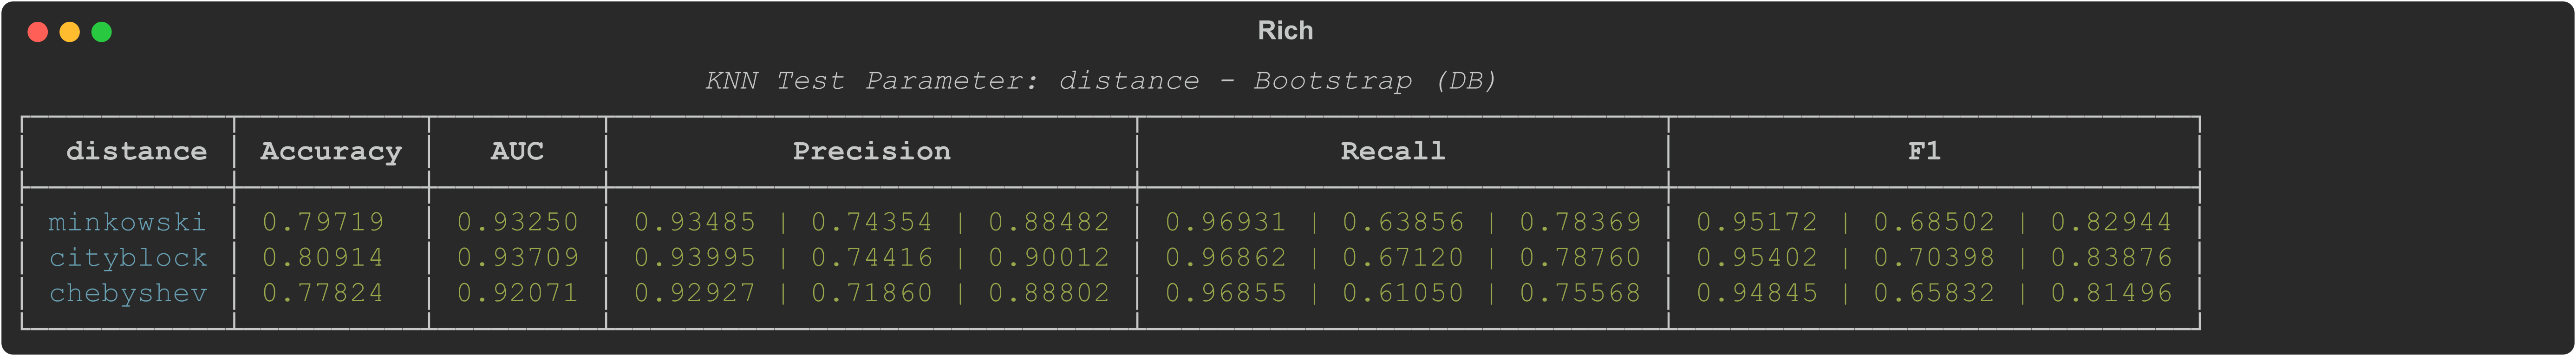 Rich
KNN Test Parameter: distance - Bootstrap (DB)
distance Accuracy AUC Precision Recall F1
minkowski 0.79719 0.93250 0.93485 | 0.74354 | 0.88482 0.96931 | 0.63856 | 0.78369 0.95172 | 0.68502 | 0.82944
cityblock 0.80914 0.93709 0.93995 | 0.74416 | 0.90012 0.96862 | 0.67120 | 0.78760 0.95402 | 0.70398 | 0.83876
chebyshev 0.77824 0.92071 0.92927 | 0.71860 | 0.88802 0.96855 | 0.61050 | 0.75568 0.94845 | 0.65832 | 0.81496